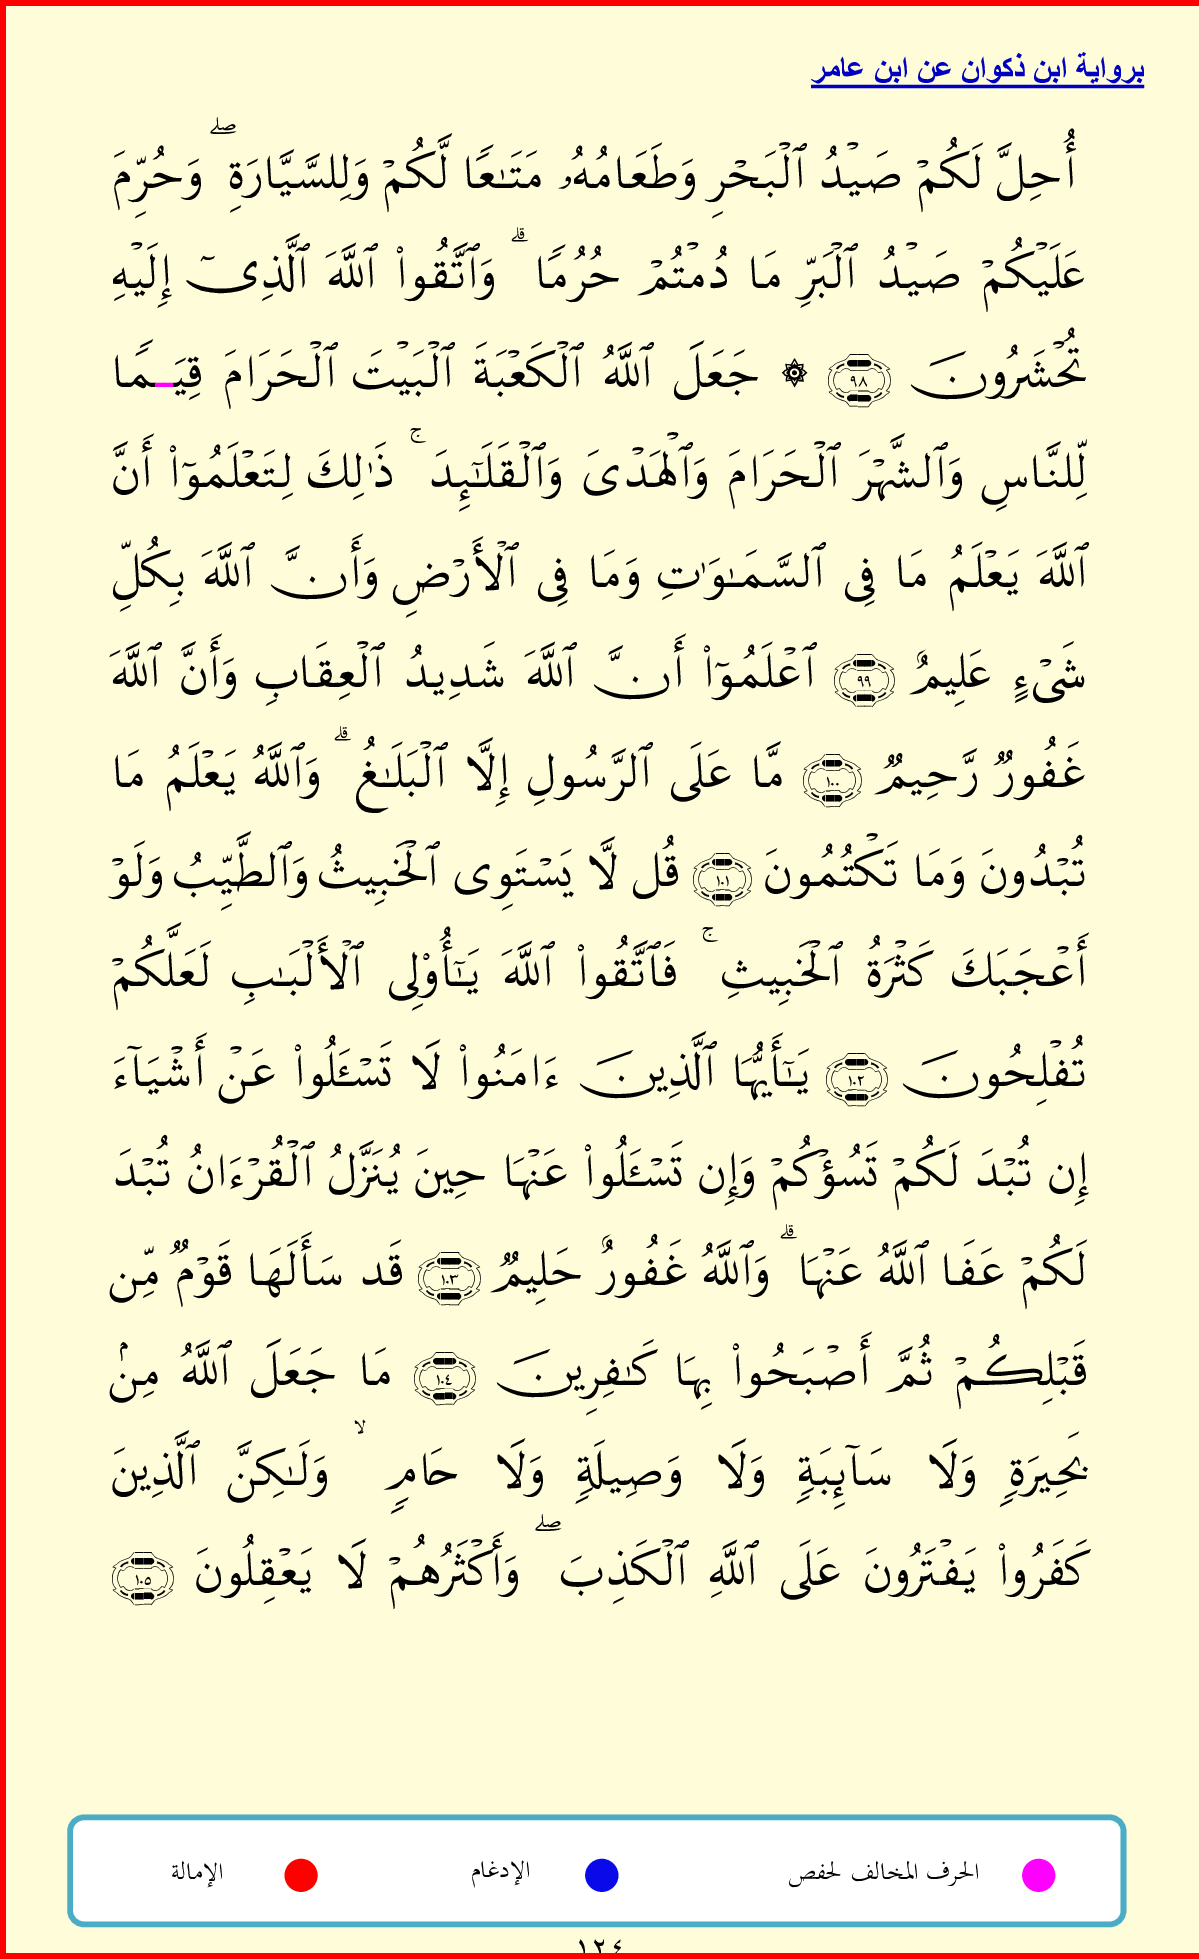 برواية ابن ذكوان عن ابن عامر
أُحِلَّ لَكُمۡ صَيۡدُ ٱلۡبَحۡرِ وَطَعَامُهُۥ مَتَٰعٗا لَّكُمۡ وَلِلسَّيَّارَةِۖ وَحُرِّمَ
عَلَيۡكُمۡ صَيۡدُ ٱلۡبَرِّ مَا دُمۡتُمۡ حُرُمٗاۗ وَٱتَّقُواْ ٱللَّهَ ٱلَّذِيٓ إِلَيۡهِ
تُحۡشَرُونَ ٩٨ ۞ جَعَلَ ٱللَّهُ ٱلۡكَعۡبَةَ ٱلۡبَيۡتَ ٱلۡحَرَامَ قِيَمٗا
لِّلنَّاسِ وَٱلشَّهۡرَ ٱلۡحَرَامَ وَٱلۡهَدۡيَ وَٱلۡقَلَٰٓئِدَۚ ذَٰلِكَ لِتَعۡلَمُوٓاْ أَنَّ
ٱللَّهَ يَعۡلَمُ مَا فِي ٱلسَّمَٰوَٰتِ وَمَا فِي ٱلۡأَرۡضِ وَأَنَّ ٱللَّهَ بِكُلِّ
شَيۡءٍ عَلِيمٌ ٩٩ ٱعۡلَمُوٓاْ أَنَّ ٱللَّهَ شَدِيدُ ٱلۡعِقَابِ وَأَنَّ ٱللَّهَ
غَفُورٞ رَّحِيمٞ ١٠٠ مَّا عَلَى ٱلرَّسُولِ إِلَّا ٱلۡبَلَٰغُۗ وَٱللَّهُ يَعۡلَمُ مَا
تُبۡدُونَ وَمَا تَكۡتُمُونَ ١٠١ قُل لَّا يَسۡتَوِي ٱلۡخَبِيثُ وَٱلطَّيِّبُ وَلَوۡ
أَعۡجَبَكَ كَثۡرَةُ ٱلۡخَبِيثِۚ فَٱتَّقُواْ ٱللَّهَ يَٰٓأُوْلِي ٱلۡأَلۡبَٰبِ لَعَلَّكُمۡ
تُفۡلِحُونَ ١٠٢ يَٰٓأَيُّهَا ٱلَّذِينَ ءَامَنُواْ لَا تَسۡـَٔلُواْ عَنۡ أَشۡيَآءَ
إِن تُبۡدَ لَكُمۡ تَسُؤۡكُمۡ وَإِن تَسۡـَٔلُواْ عَنۡهَا حِينَ يُنَزَّلُ ٱلۡقُرۡءَانُ تُبۡدَ
لَكُمۡ عَفَا ٱللَّهُ عَنۡهَاۗ وَٱللَّهُ غَفُورٌ حَلِيمٞ ١٠٣ قَد سَأَلَهَا قَوۡمٞ مِّن
قَبۡلِكُمۡ ثُمَّ أَصۡبَحُواْ بِهَا كَٰفِرِينَ ١٠٤ مَا جَعَلَ ٱللَّهُ مِنۢ
بَحِيرَةٖ وَلَا سَآئِبَةٖ وَلَا وَصِيلَةٖ وَلَا حَامٖۙ وَلَٰكِنَّ ٱلَّذِينَ
كَفَرُواْ يَفۡتَرُونَ عَلَى ٱللَّهِ ٱلۡكَذِبَۖ وَأَكۡثَرُهُمۡ لَا يَعۡقِلُونَ ١٠٥
الحرف المخالف لحفص الإدغام الإمالة
١٢٤